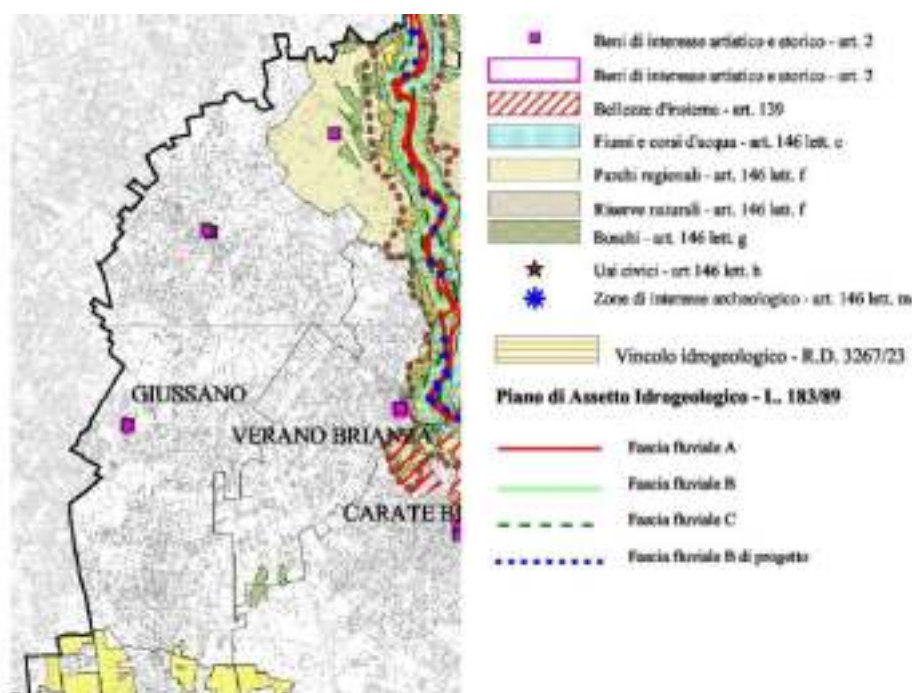 Beni di interesse artistico e storico - art. 2
Beni di interesse artistico e storico - art. 2
Bellezze d'insieme - art. 139
Fiumi e corsi d'acqua - art. 146 lett. c
Parchi regionali - art. 146 lett. f
Riserve naturali - art. 146 lett. f
Boschi - art. 146 lett. g
Usi civici - art 146 lett. h
Zone di interesse archeologico - art. 146 lett. m
Vincolo idrogeologico - R.D. 3267/23
Piano di Assetto Idrogeologico - L. 183/89
Fascia fluviale A
Fascia fluviale B
Fascia fluviale C
Fascia fluviale B di progetto
GIUSSANO
VERANO BRIANZA
CARATE B